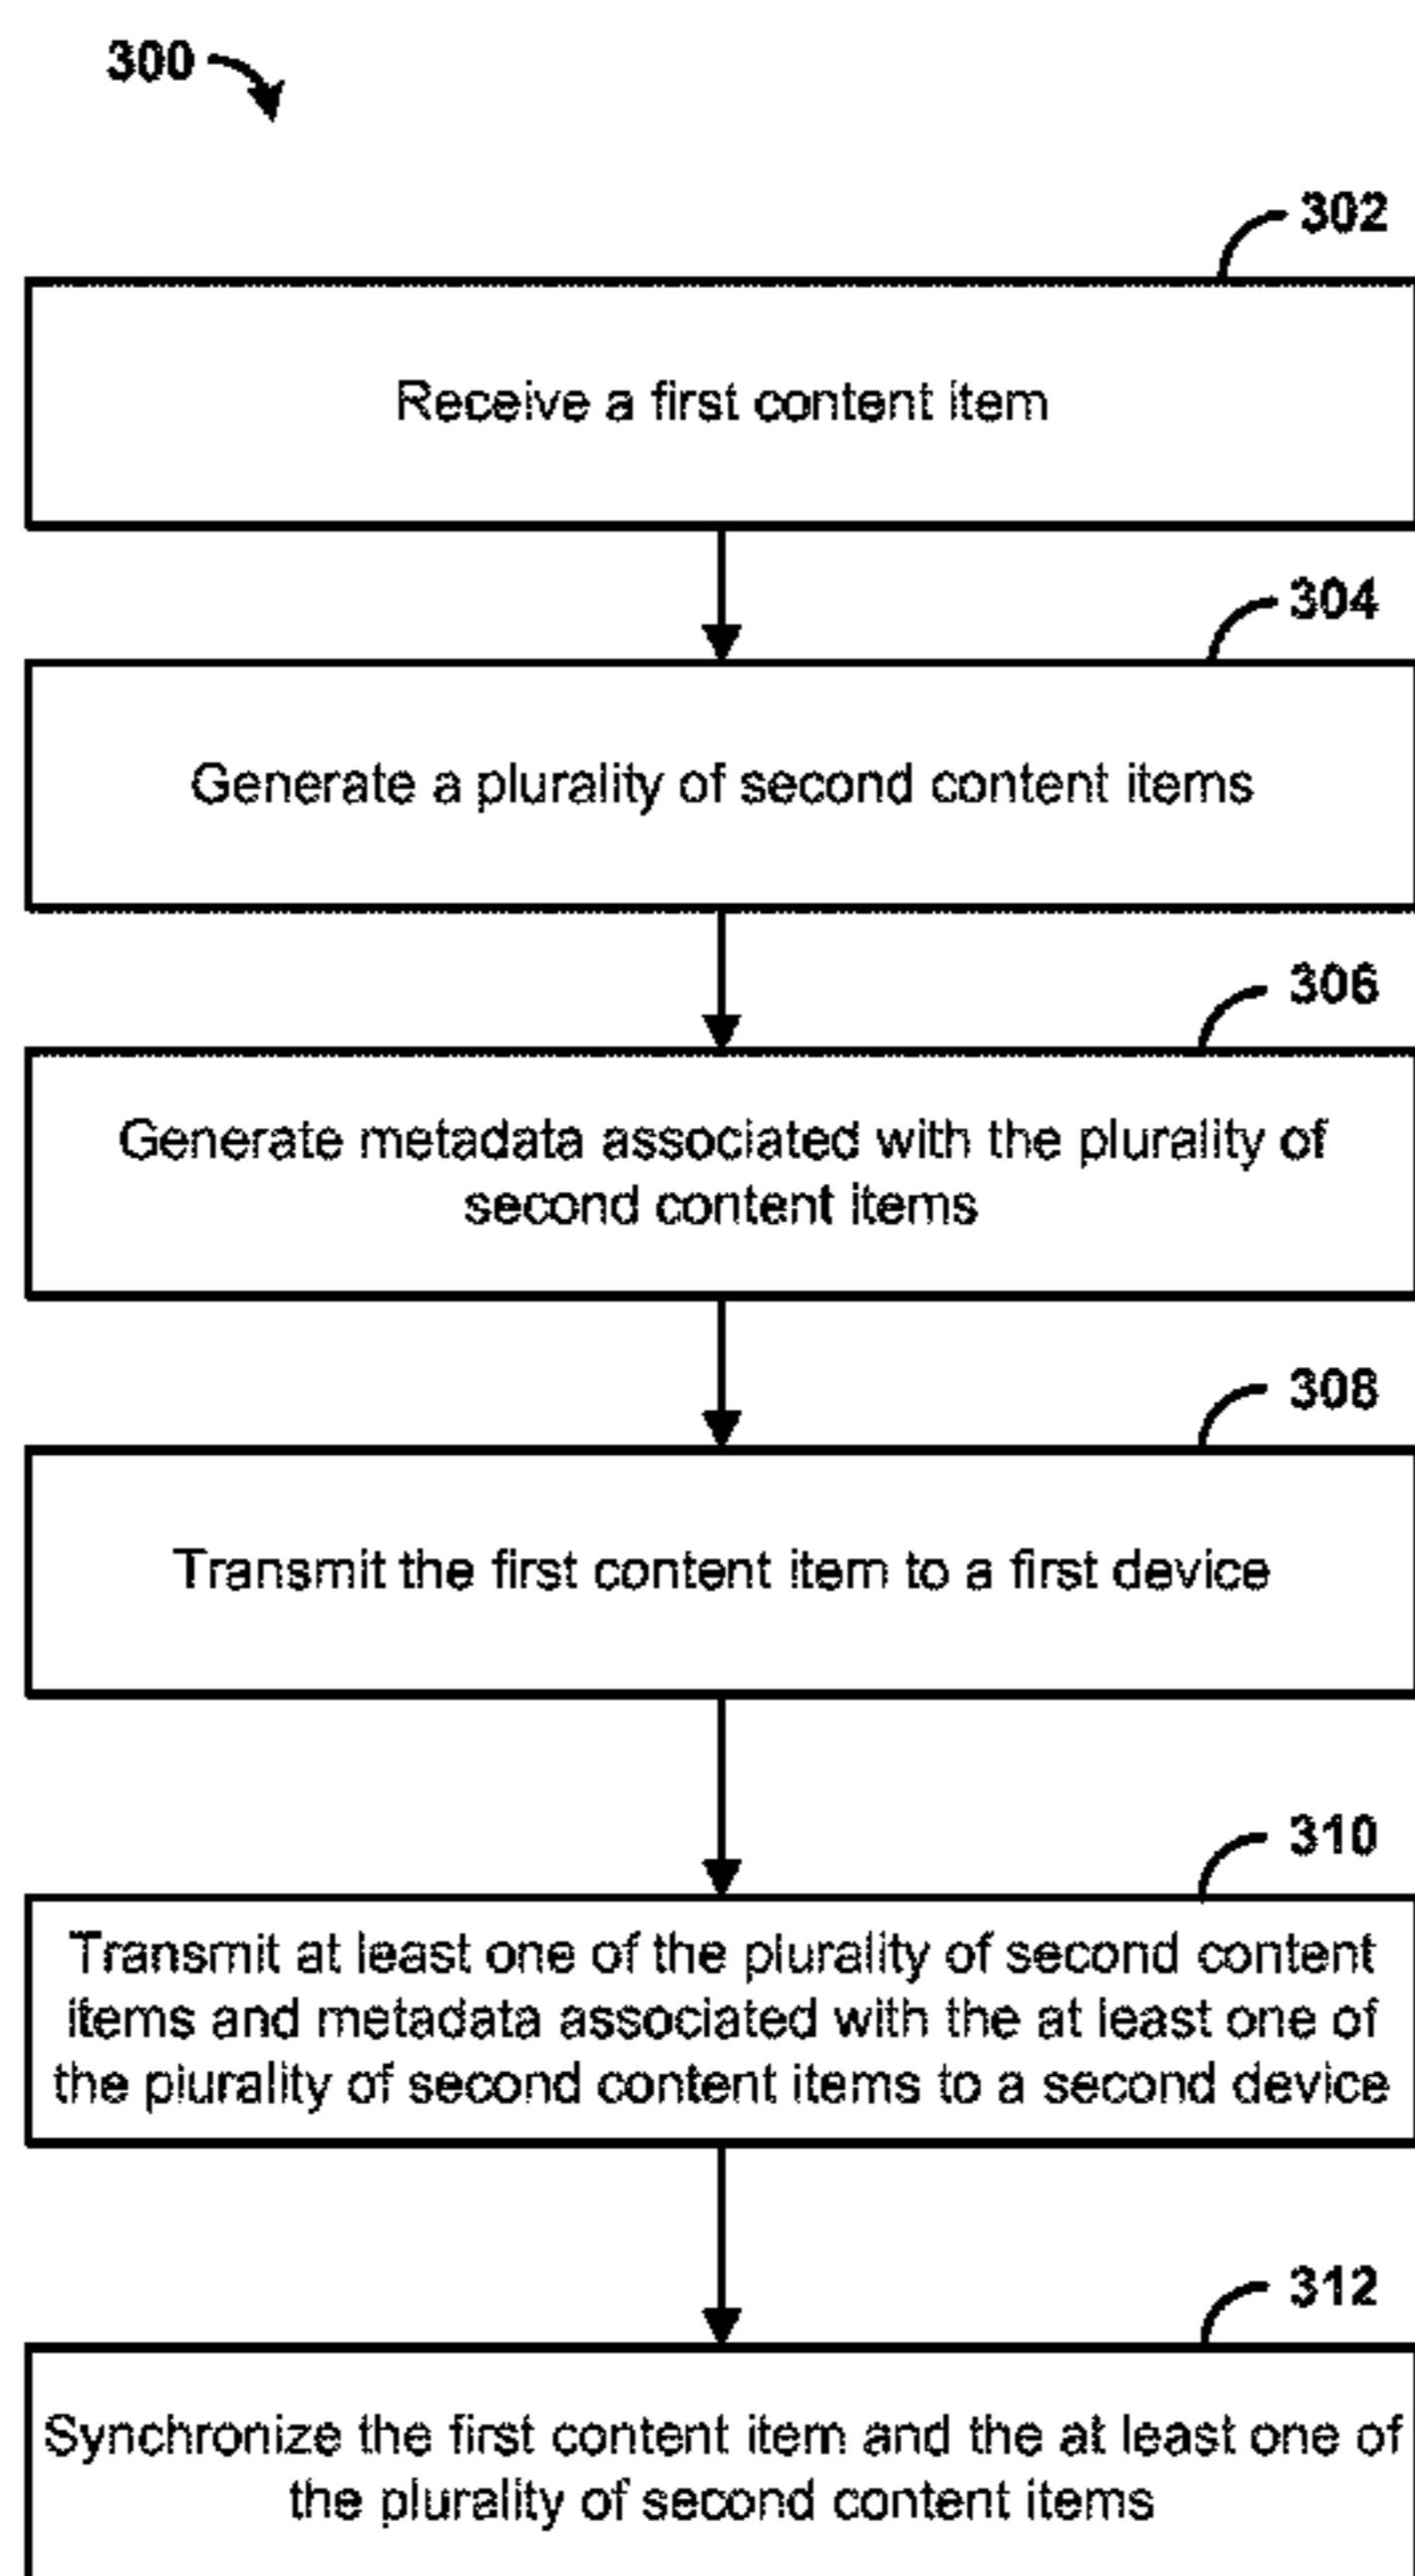 300
302
Receive a first content item
304
Generate a plurality of second content items
306
Generate metadata associated with the plurality of
second content items
308
Transmit the first content item to a first device
310
Transmit at least one of the plurality of second content
items and metadata associated with the at least one of
the plurality of second content items to a second device
312
Synchronize the first content item and the at least one of
the plurality of second content items